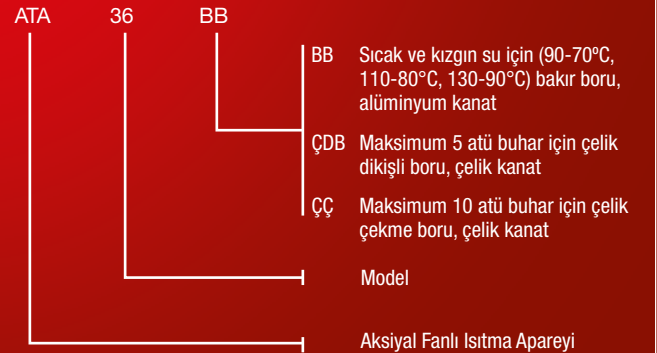 ATA 36 BB
BB Sıcak ve kızgın su için (90-70ºC,
110-80°C, 130-90°C) bakır boru,
alüminyum kanat
ÇDB Maksimum 5 atü buhar için çelik
dikişli boru, çelik kanat
ÇÇ Maksimum 10 atü buhar için çelik
çekme boru, çelik kanat
Model
Aksiyal Fanlı Isıtma Apareyi